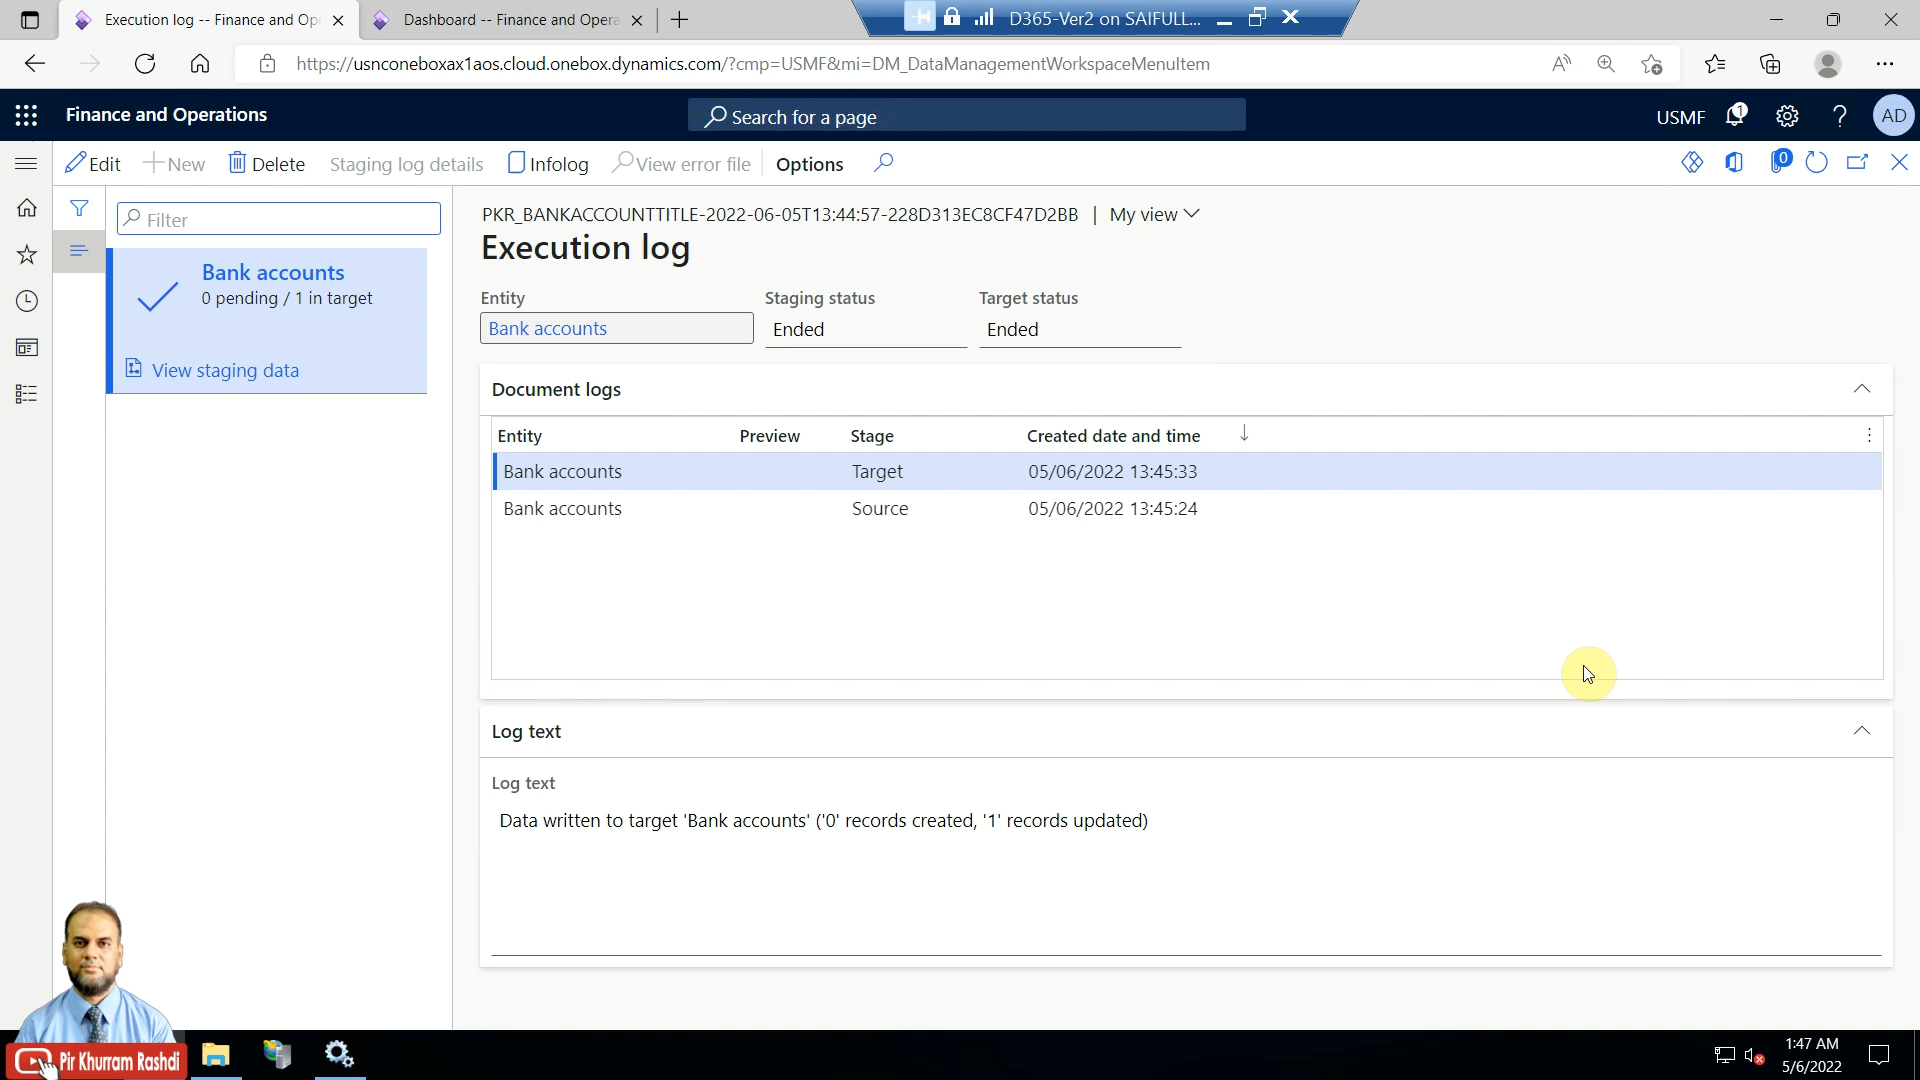 Execution log -- Finance and Op
Dashboard -- Finance and Opera
D365-Ver2 on SAIFULL...
https://usnconeboxax1aos.cloud.onebox.dynamics.com/?cmp=USMF&mi=DM_DataManagementWorkspaceMenuItem
Finance and Operations
Search for a page
USMF
1
AD
Edit
New
Delete
Staging log details
Infolog
View error file
Options
0
Filter
Bank accounts
0 pending / 1 in target
View staging data
PKR_BANKACCOUNTTITLE-2022-06-05T13:44:57-228D313EC8CF47D2BB | My view
Execution log
Entity Staging status Target status
Bank accounts Ended Ended
Document logs
Entity Preview Stage Created date and time
Bank accounts Target 05/06/2022 13:45:33
Bank accounts Source 05/06/2022 13:45:24
Log text
Log text
Data written to target 'Bank accounts' ('0' records created, '1' records updated)
Pir Khurram Rashdi
1:47 AM
5/6/2022